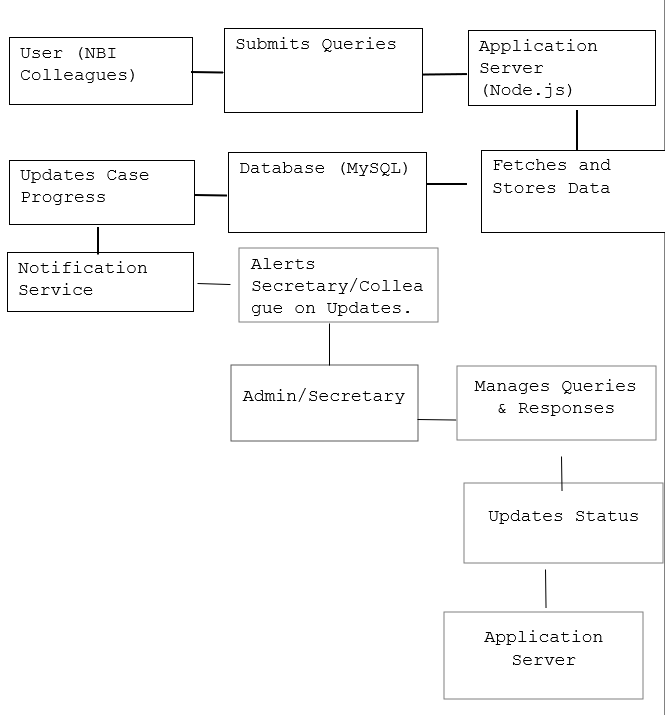 User (NBI
Colleagues)
Submits Queries
Application
Server
(Node.js)
Updates Case
Progress
Database (MySQL)
Fetches and
Stores Data
Notification
Service
Alerts
Secretary/Collea
gue on Updates.
Admin/Secretary
Manages Queries
& Responses
Updates Status
Application
Server